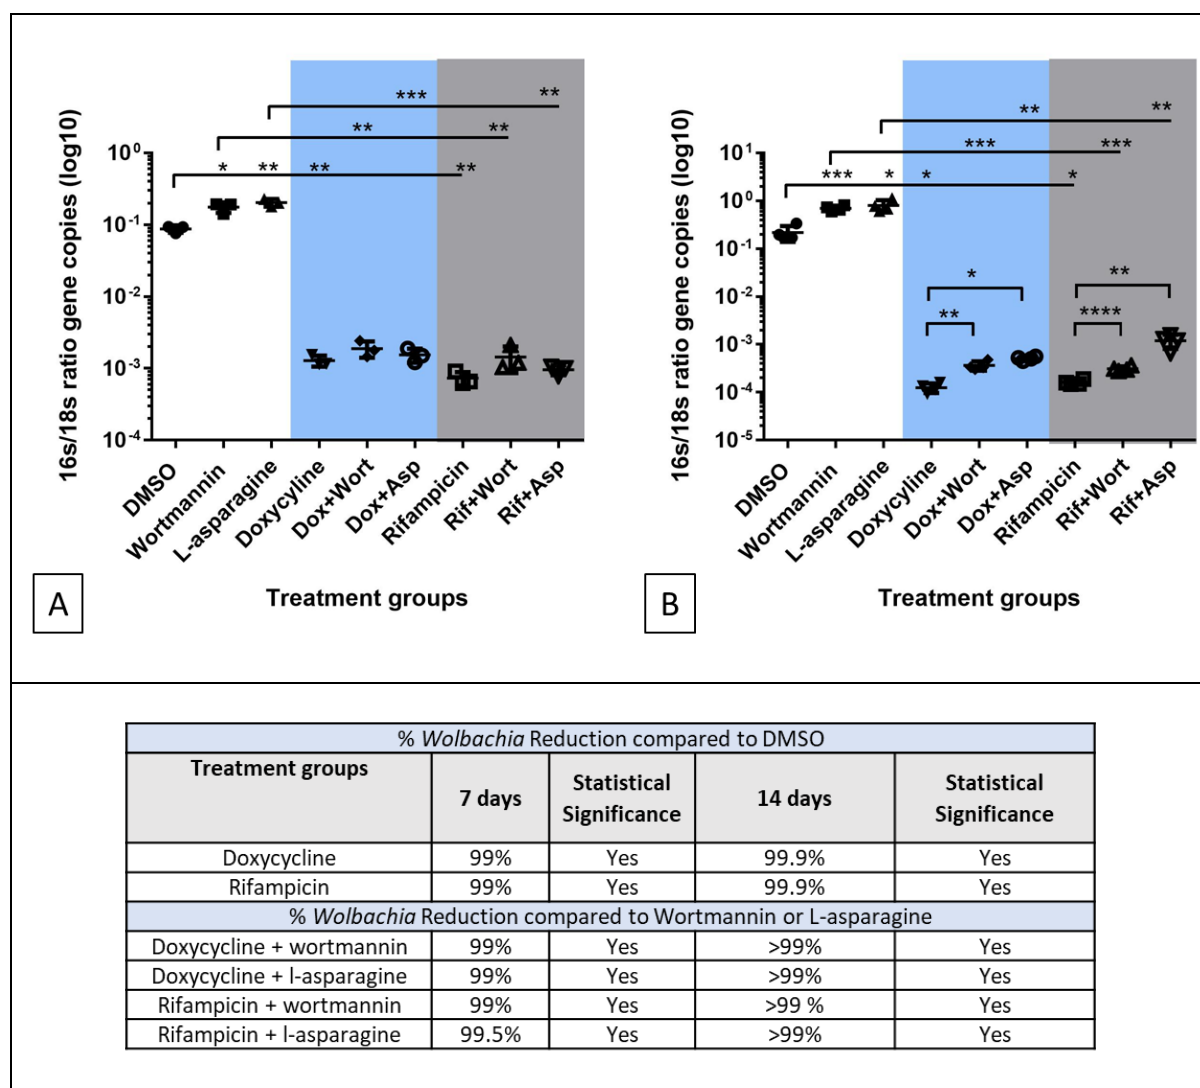 *** **
** **
* ** ** **
16s/18s ratio gene copies (log10)
10⁰
10⁻¹
10⁻²
10⁻³
10⁻⁴
DMSO
Wortmannin
L-asparagine
Doxycyline
Dox+Wort
Dox+Asp
Rifampicin
Rif+Wort
Rif+Asp
Treatment groups
A
** **
*** ***
*** * * *
* **
** ****
16s/18s ratio gene copies (log10)
10¹
10⁰
10⁻¹
10⁻²
10⁻³
10⁻⁴
10⁻⁵
DMSO
Wortmannin
L-asparagine
Doxycyline
Dox+Wort
Dox+Asp
Rifampicin
Rif+Wort
Rif+Asp
Treatment groups
B
% Wolbachia Reduction compared to DMSO
Treatment groups 7 days Statistical Significance 14 days Statistical Significance
Doxycycline 99% Yes 99.9% Yes
Rifampicin 99% Yes 99.9% Yes
% Wolbachia Reduction compared to Wortmannin or L-asparagine
Doxycycline + wortmannin 99% Yes >99% Yes
Doxycycline + l-asparagine 99% Yes >99% Yes
Rifampicin + wortmannin 99% Yes >99 % Yes
Rifampicin + l-asparagine 99.5% Yes >99% Yes